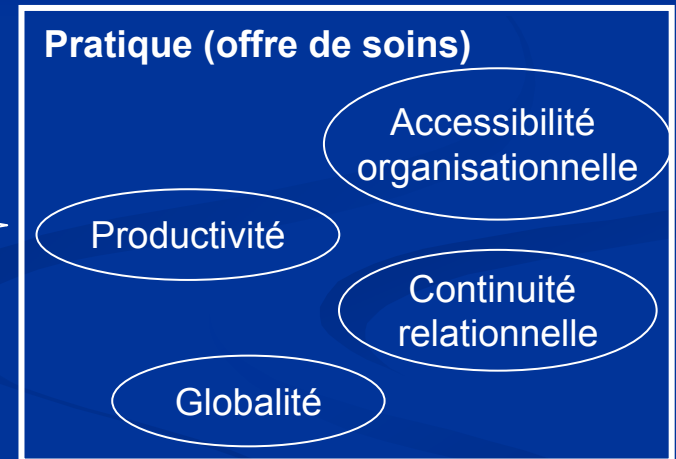 Pratique (offre de soins)
Accessibilité
organisationnelle
Productivité
Continuité
relationnelle
Globalité